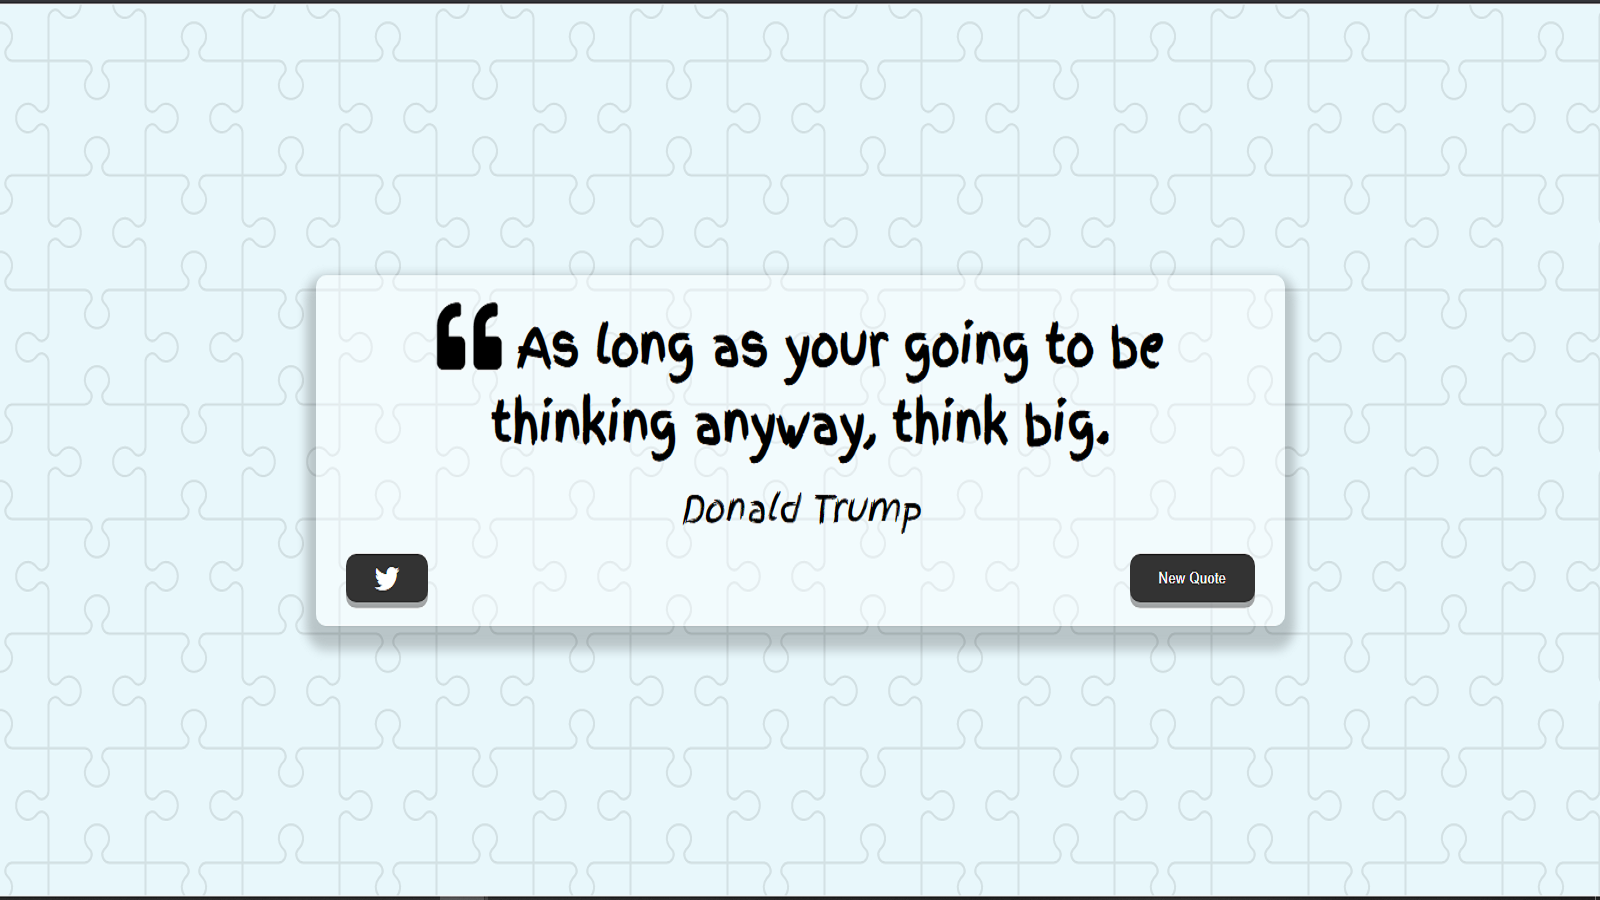 “ As long as your going to be
thinking anyway, think big.
Donald Trump
New Quote